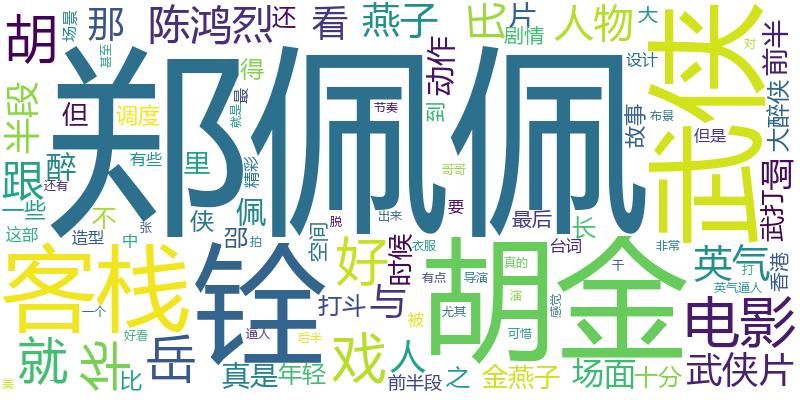 郑佩佩
武侠
胡金
铨
客栈
电影
好
戏
岳
华
就
跟
胡
那
陈鸿烈
还
看
燕子
出
片
人物
大
剧情
场景
甚至
半段
但
调度
得
最
就是
动作
到
节奏
设计
故事
布景
对
前半
大醉侠
但是
武打
哥
醉
有些
里
精彩
还有
一些
不
侠
佩
这部
造型
中
张
邵
拍
空间
脱
出来
哥哥
要
最后
长
台词
非常
英气
香港
打
英气逼人
时候
衣服
有点
导演
真的
感觉
干
演
尤其
可惜
打斗
与
被
一个
好看
逼人
后半
美
比
真是
年轻
人
前半段
之
金燕子
场面
十分
武侠片